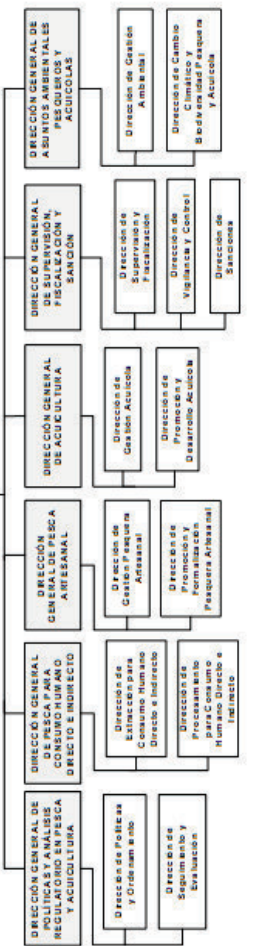 DIRECCIÓN GENERAL DE
POLÍTICAS Y ANÁLISIS
REGULATORIO EN PESCA
Y ACUICULTURA
Dirección de Políticas
y Ordenamiento
Dirección de
Seguimiento y
Evaluación
DIRECCIÓN GENERAL
DE PESCA PARA
CONSUMO HUMANO
DIRECTO E INDIRECTO
Dirección de
Extracción para
Consumo Humano
Directo e Indirecto
Dirección de
Procesamiento
para Consumo
Humano Directo e
Indirecto
DIRECCIÓN
GENERAL DE PESCA
ARTESANAL
Dirección de
Gestión Pesquera
Artesanal
Dirección de
Promoción y
Formalización
Pesquera Artesanal
DIRECCIÓN GENERAL
DE ACUICULTURA
Dirección de
Gestión Acuícola
Dirección de
Promoción y
Desarrollo Acuícola
DIRECCIÓN GENERAL
DE SUPERVISIÓN,
FISCALIZACIÓN Y
SANCIÓN
Dirección de
Supervisión y
Fiscalización
Dirección de
Vigilancia y Control
Dirección de
Sanciones
DIRECCIÓN GENERAL DE
ASUNTOS AMBIENTALES
PESQUEROS Y
ACUÍCOLAS
Dirección de Gestión
Ambiental
Dirección de Cambio
Climático y
Biodiversidad Pesquera
y Acuícola